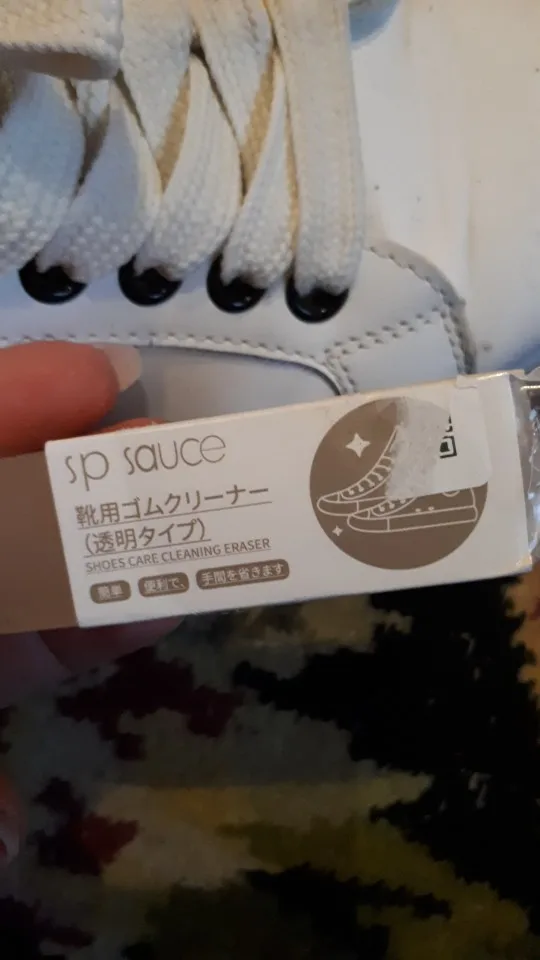 sp sauce
靴用ゴムクリーナー
(透明タイプ)
SHOES CARE CLEANING ERASER
簡単 便利で、 手間を省きます